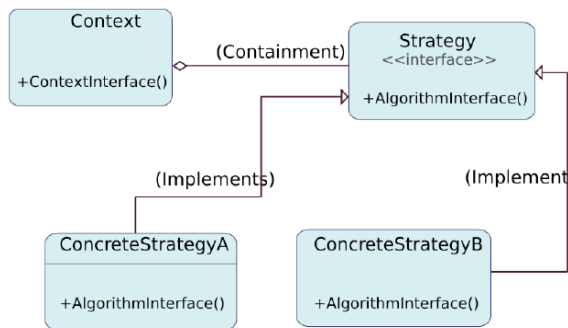 Context
+ContextInterface()
(Containment)
Strategy
<<interface>>
+AlgorithmInterface()
(Implements)
(Implement
ConcreteStrategyA
+AlgorithmInterface()
ConcreteStrategyB
+AlgorithmInterface()